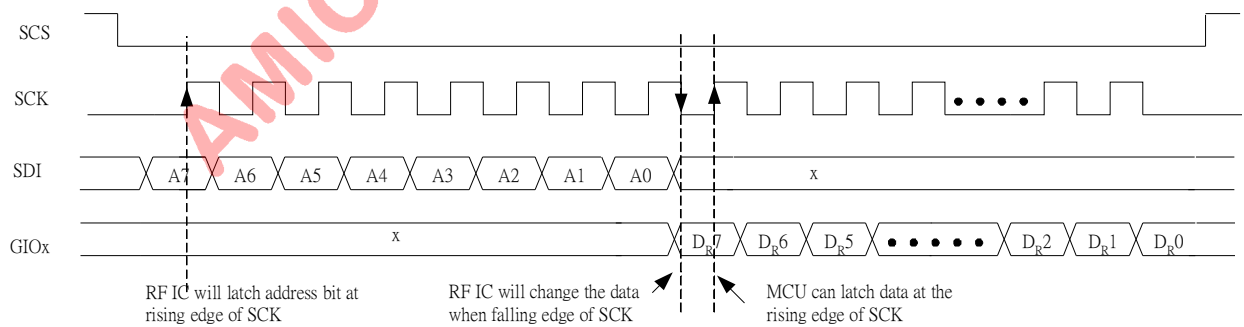 AMIC
SCS
SCK
SDI
A7 A6 A5 A4 A3 A2 A1 A0 x
GIOx
x DR7 DR6 DR5 DR2 DR1 DR0
RF IC will latch address bit at
rising edge of SCK
RF IC will change the data
when falling edge of SCK
MCU can latch data at the
rising edge of SCK